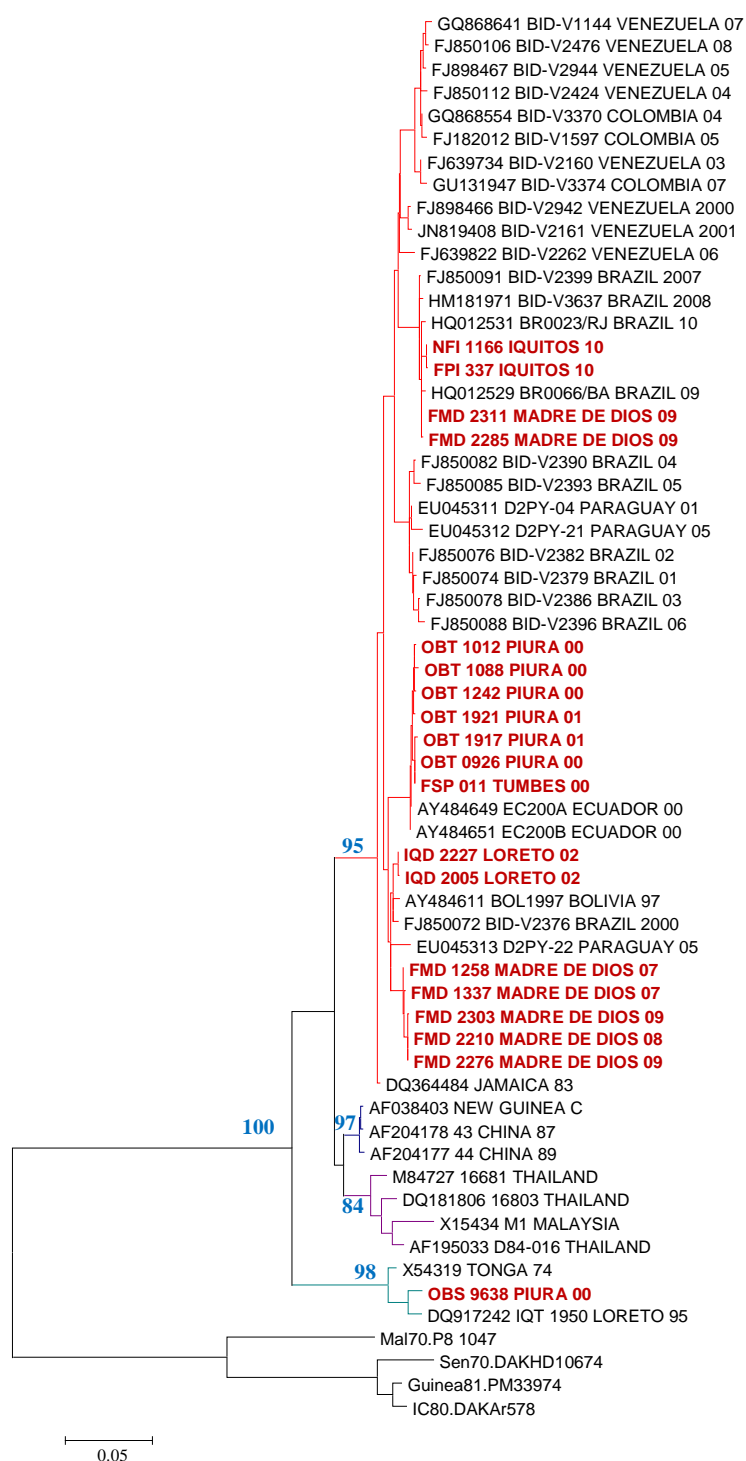 GQ868641 BID-V1144 VENEZUELA 07
FJ850106 BID-V2476 VENEZUELA 08
FJ898467 BID-V2944 VENEZUELA 05
FJ850112 BID-V2424 VENEZUELA 04
GQ868554 BID-V3370 COLOMBIA 04
FJ182012 BID-V1597 COLOMBIA 05
FJ639734 BID-V2160 VENEZUELA 03
GU131947 BID-V3374 COLOMBIA 07
FJ898466 BID-V2942 VENEZUELA 2000
JN819408 BID-V2161 VENEZUELA 2001
FJ639822 BID-V2262 VENEZUELA 06
FJ850091 BID-V2399 BRAZIL 2007
HM181971 BID-V3637 BRAZIL 2008
HQ012531 BR0023/RJ BRAZIL 10
NFI 1166 IQUITOS 10
FPI 337 IQUITOS 10
HQ012529 BR0066/BA BRAZIL 09
FMD 2311 MADRE DE DIOS 09
FMD 2285 MADRE DE DIOS 09
FJ850082 BID-V2390 BRAZIL 04
FJ850085 BID-V2393 BRAZIL 05
EU045311 D2PY-04 PARAGUAY 01
EU045312 D2PY-21 PARAGUAY 05
FJ850076 BID-V2382 BRAZIL 02
FJ850074 BID-V2379 BRAZIL 01
FJ850078 BID-V2386 BRAZIL 03
FJ850088 BID-V2396 BRAZIL 06
OBT 1012 PIURA 00
OBT 1088 PIURA 00
OBT 1242 PIURA 00
OBT 1921 PIURA 01
OBT 1917 PIURA 01
OBT 0926 PIURA 00
FSP 011 TUMBES 00
AY484649 EC200A ECUADOR 00
AY484651 EC200B ECUADOR 00
95
IQD 2227 LORETO 02
IQD 2005 LORETO 02
AY484611 BOL1997 BOLIVIA 97
FJ850072 BID-V2376 BRAZIL 2000
EU045313 D2PY-22 PARAGUAY 05
FMD 1258 MADRE DE DIOS 07
FMD 1337 MADRE DE DIOS 07
FMD 2303 MADRE DE DIOS 09
FMD 2210 MADRE DE DIOS 08
FMD 2276 MADRE DE DIOS 09
DQ364484 JAMAICA 83
AF038403 NEW GUINEA C
100
97
AF204178 43 CHINA 87
AF204177 44 CHINA 89
M84727 16681 THAILAND
84
DQ181806 16803 THAILAND
X15434 M1 MALAYSIA
AF195033 D84-016 THAILAND
98
X54319 TONGA 74
OBS 9638 PIURA 00
DQ917242 IQT 1950 LORETO 95
Mal70.P8 1047
Sen70.DAKHD10674
Guinea81.PM33974
IC80.DAKAr578
0.05